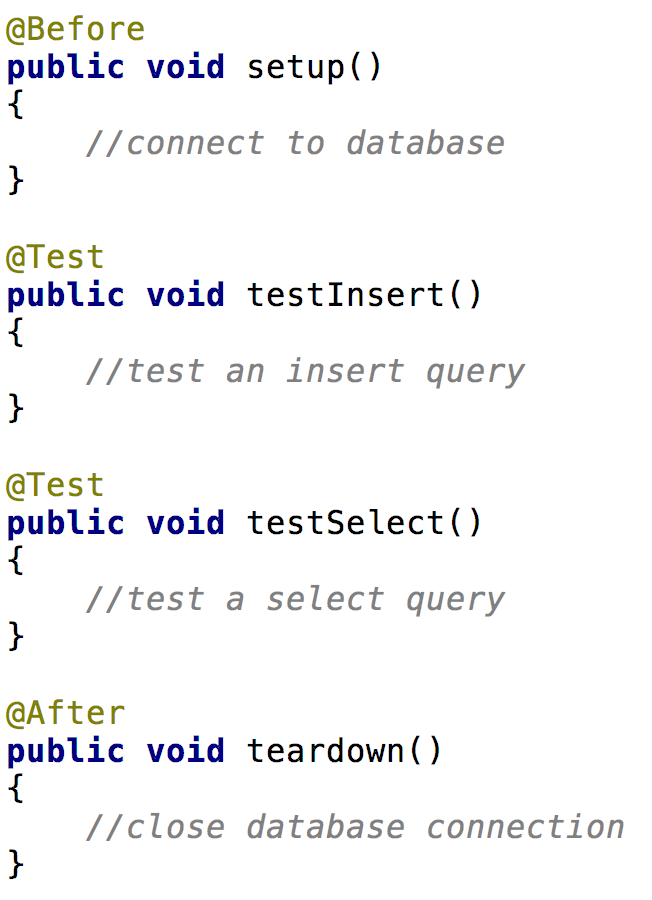 @Before
public void setup()
{
    //connect to database
}

@Test
public void testInsert()
{
    //test an insert query
}

@Test
public void testSelect()
{
    //test a select query
}

@After
public void teardown()
{
    //close database connection
}